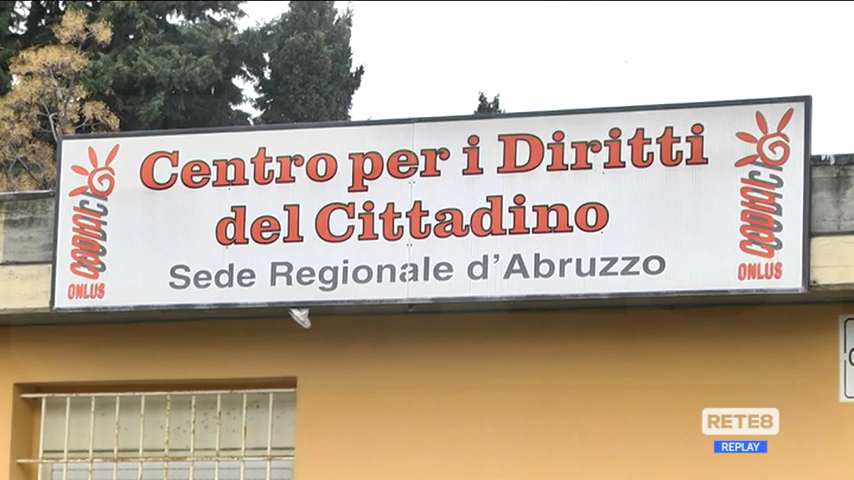 Centro per i Diritti
del Cittadino
Sede Regionale d'Abruzzo
CODICI
ONLUS
CODICI
ONLUS
RETE8
REPLAY